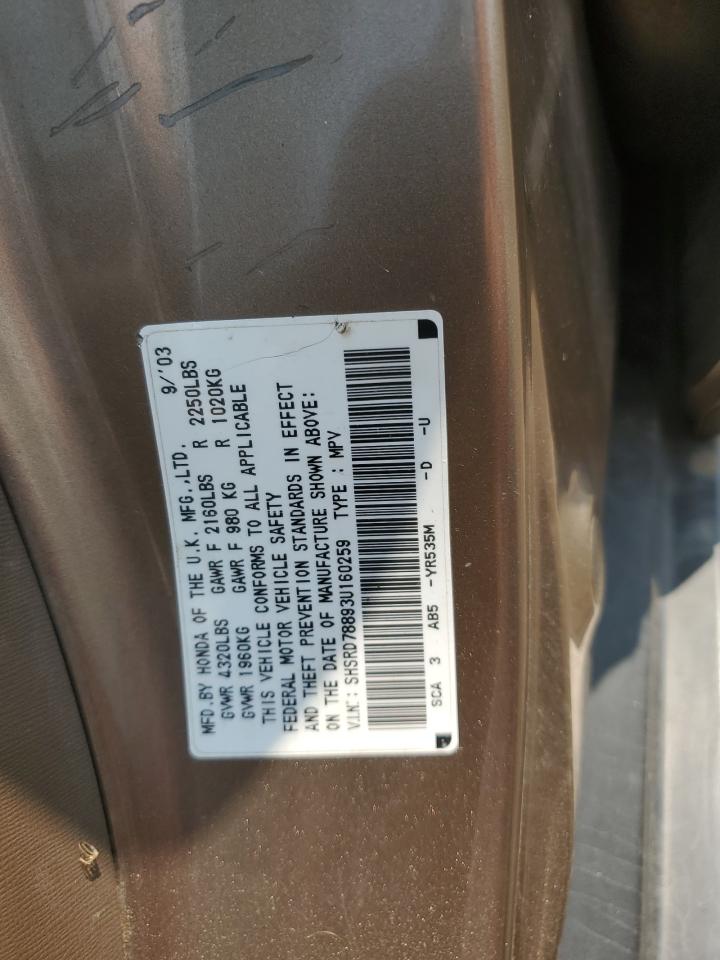 MFD.BY HONDA OF THE U.K. MFG.,LTD. 9/'03
GVWR 4320LBS GAWR F 2160LBS R 2250LBS
GVWR 1960KG GAWR F 980 KG R 1020KG
THIS VEHICLE CONFORMS TO ALL APPLICABLE
FEDERAL MOTOR VEHICLE SAFETY
AND THEFT PREVENTION STANDARDS IN EFFECT
ON THE DATE OF MANUFACTURE SHOWN ABOVE:
V.I.N.: SHSRD78893U160259 TYPE : MPV
SCA 3 AB5 -YR535M -D -U